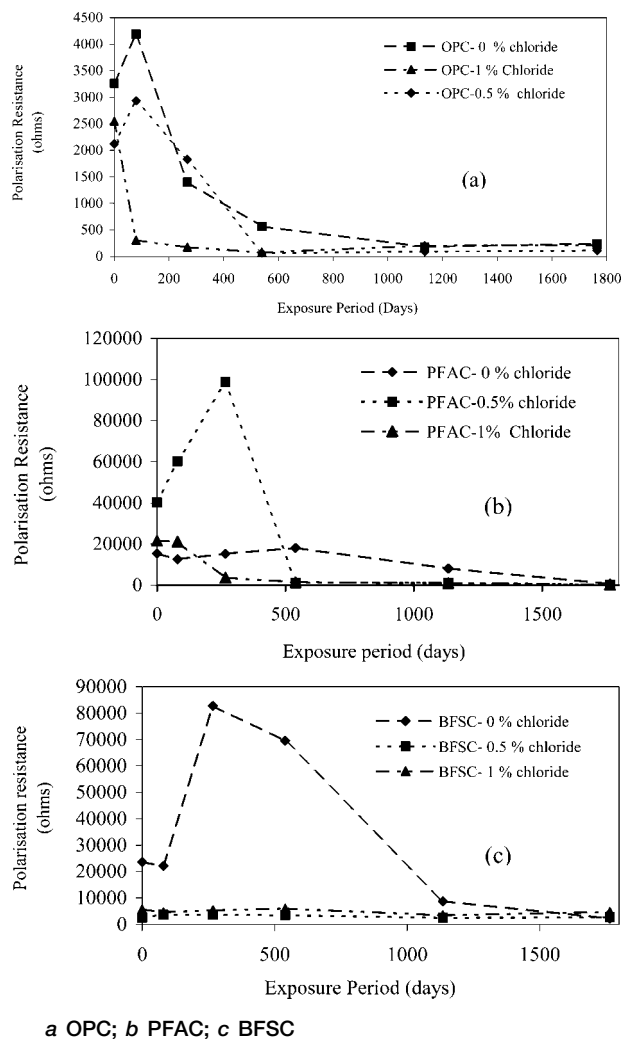 4500
4000
3500
3000
2500
2000
1500
1000
500
0
Polarisation Resistance
(ohms)
OPC- 0 % chloride
OPC-1 % Chloride
OPC-0.5 % chloride
(a)
0 200 400 600 800 1000 1200 1400 1600 1800
Exposure Period (Days)
120000
100000
80000
60000
40000
20000
0
Polarisation Resistance
(ohms)
PFAC- 0 % chloride
PFAC-0.5% chloride
PFAC-1% Chloride
(b)
0 500 1000 1500
Exposure period (days)
90000
80000
70000
60000
50000
40000
30000
20000
10000
0
Polarisation resistance
(ohms)
BFSC- 0 % chloride
BFSC- 0.5 % chloride
BFSC- 1 % chloride
(c)
0 500 1000 1500
Exposure Period (days)
a OPC; b PFAC; c BFSC